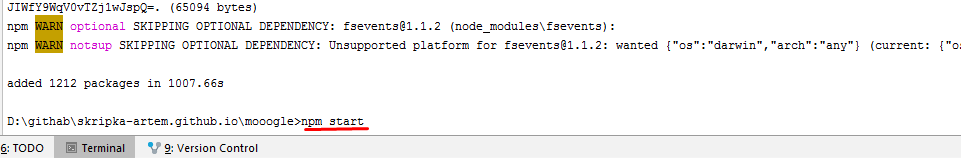 JIWfY9WqV0vTZj1wJspQ=. (65094 bytes)
npm WARN optional SKIPPING OPTIONAL DEPENDENCY: fsevents@1.1.2 (node_modules\fsevents):
npm WARN notsup SKIPPING OPTIONAL DEPENDENCY: Unsupported platform for fsevents@1.1.2: wanted {"os":"darwin","arch":"any"} (current: {"os
added 1212 packages in 1007.66s
D:\githab\skripka-artem.github.io\mooogle>npm start
6: TODO Terminal 9: Version Control